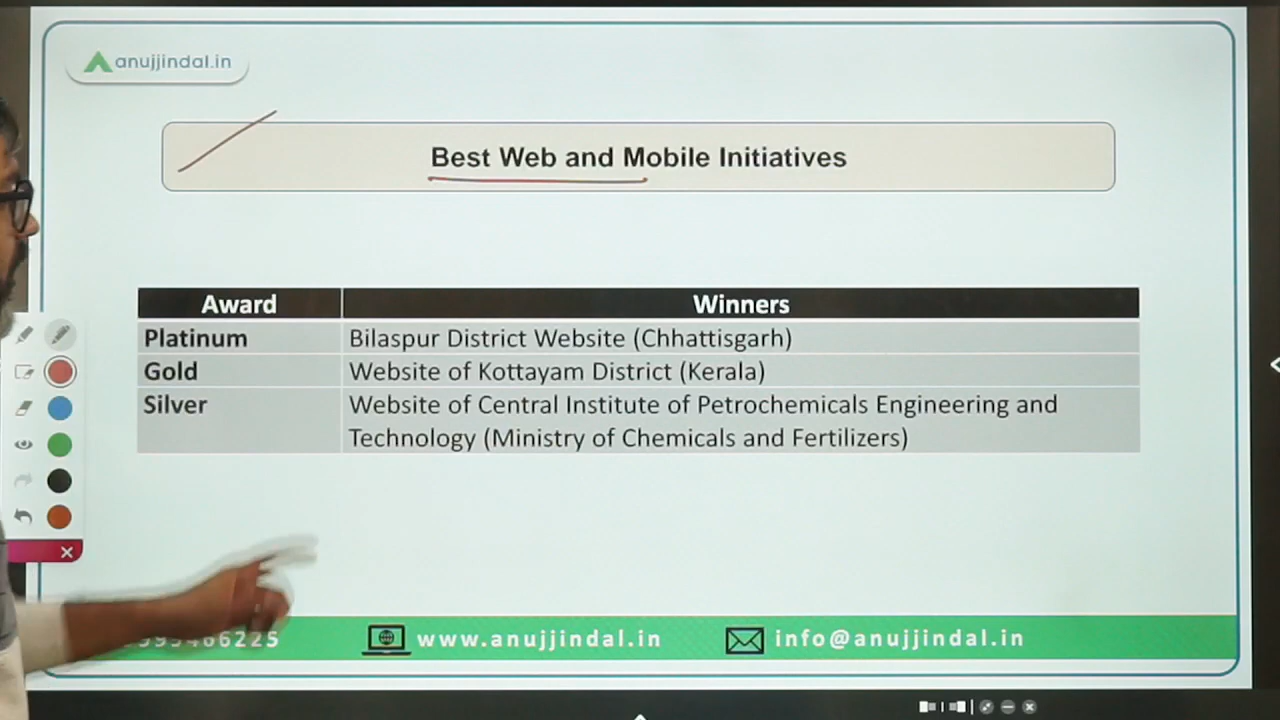 anujjindal.in
Best Web and Mobile Initiatives
Award Winners
Platinum Bilaspur District Website (Chhattisgarh)
Gold Website of Kottayam District (Kerala)
Silver Website of Central Institute of Petrochemicals Engineering and
Technology (Ministry of Chemicals and Fertilizers)
www.anujjindal.in info@anujjindal.in